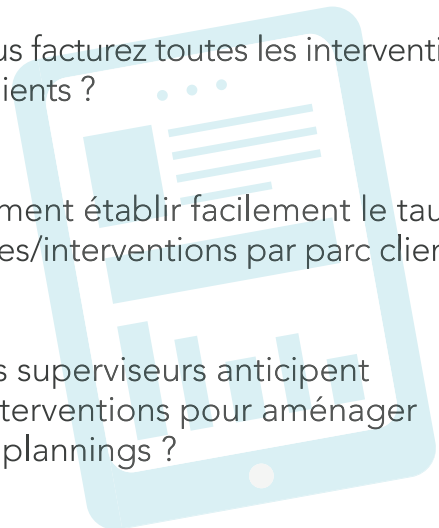 us facturez toutes les interventi
ients ?
ment établir facilement le tau
es/interventions par parc clien
s superviseurs anticipent
terventions pour aménager
plannings ?